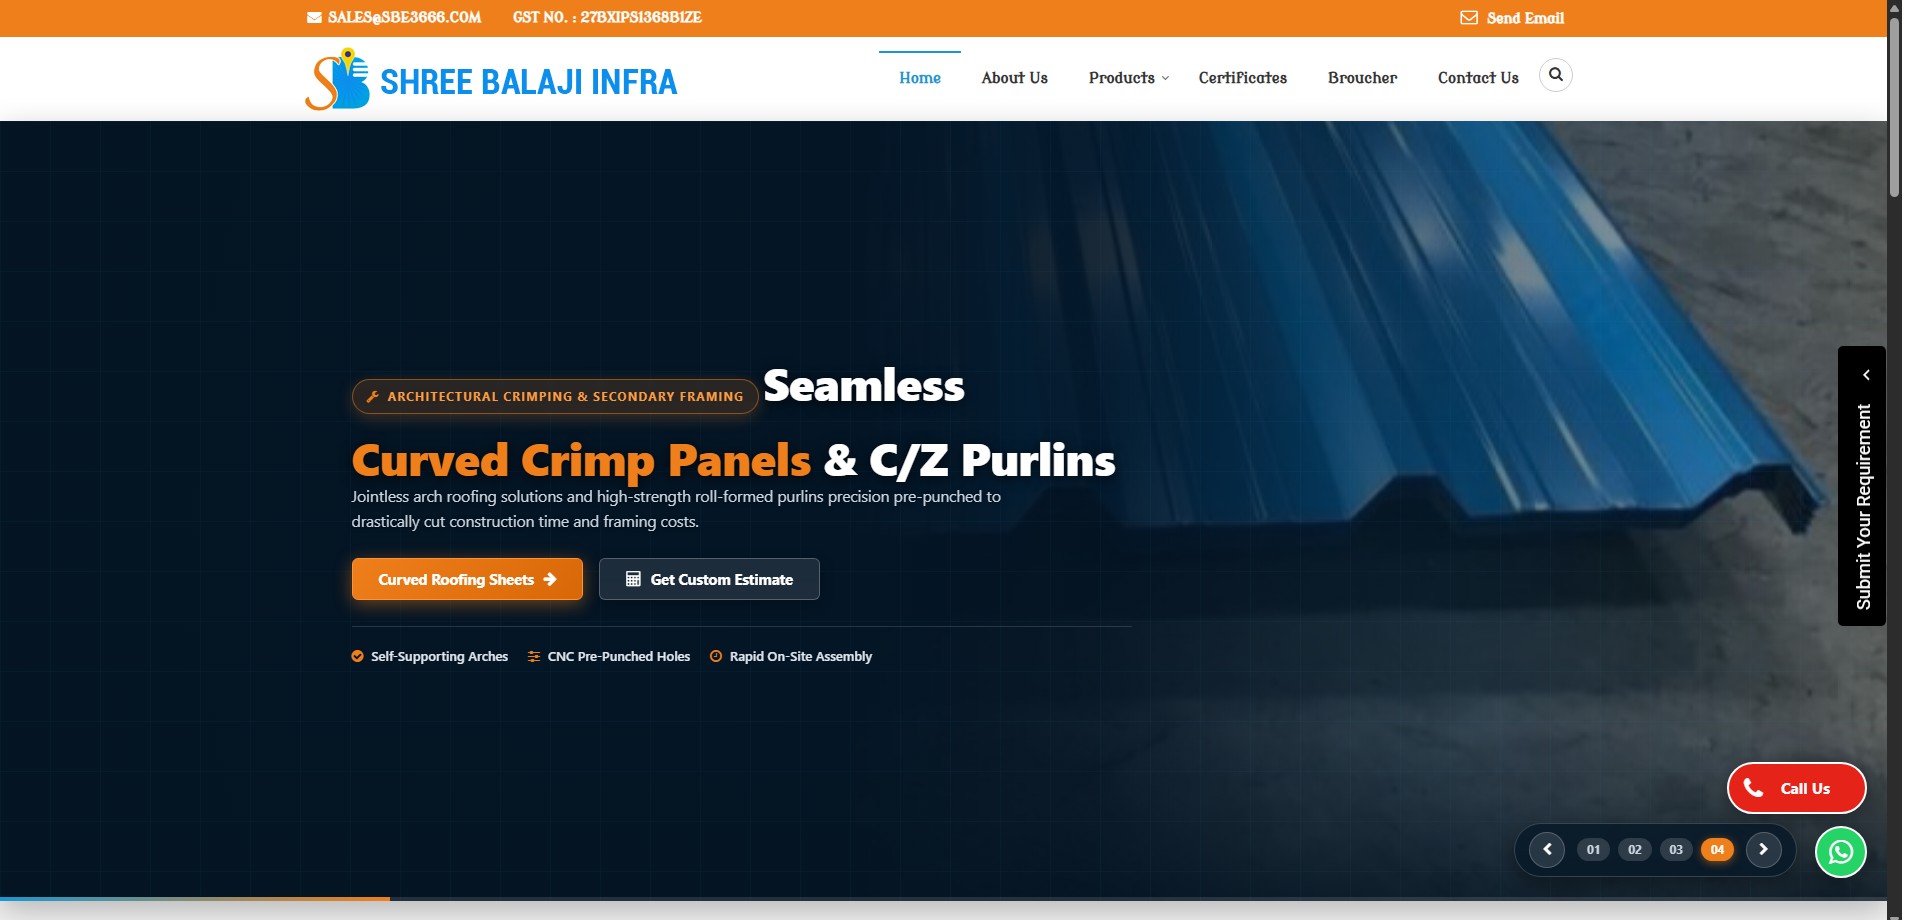 SALES@SBE3666.COM GST NO. : 27BXIPS1368B1ZE Send Email
SHREE BALAJI INFRA
Home About Us Products Certificates Broucher Contact Us
ARCHITECTURAL CRIMPING & SECONDARY FRAMING Seamless
Curved Crimp Panels & C/Z Purlins
Jointless arch roofing solutions and high-strength roll-formed purlins precision pre-punched to
drastically cut construction time and framing costs.
Curved Roofing Sheets Get Custom Estimate
Self-Supporting Arches CNC Pre-Punched Holes Rapid On-Site Assembly
Submit Your Requirement
Call Us
01 02 03 04